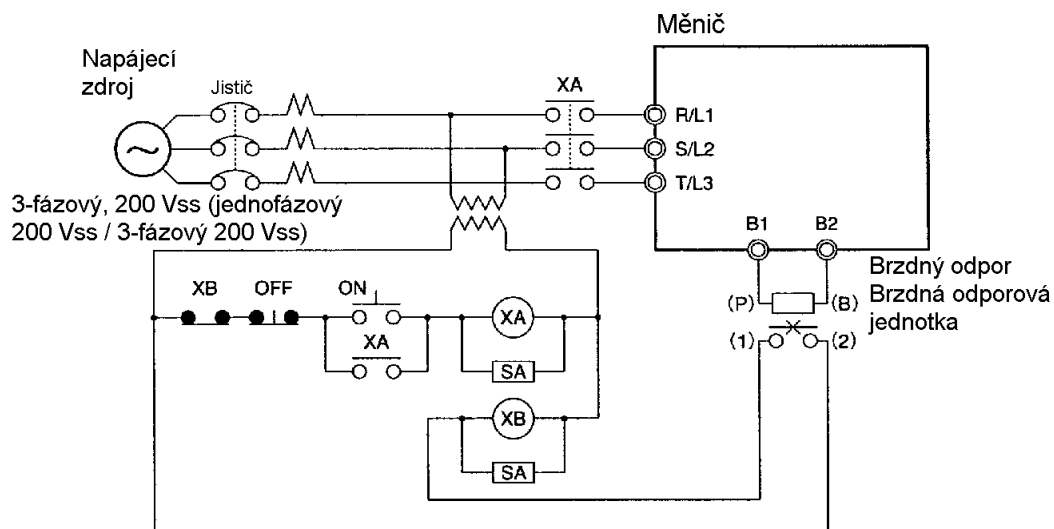 Měnič
Napájecí
zdroj
Jistič
XA
R/L1
S/L2
T/L3
3-fázový, 200 Vss (jednofázový
200 Vss / 3-fázový 200 Vss)
B1 B2
Brzdný odpor
Brzdná odporová
jednotka
(P) (B)
(1) (2)
XB OFF ON
XA
XA
SA
XB
SA